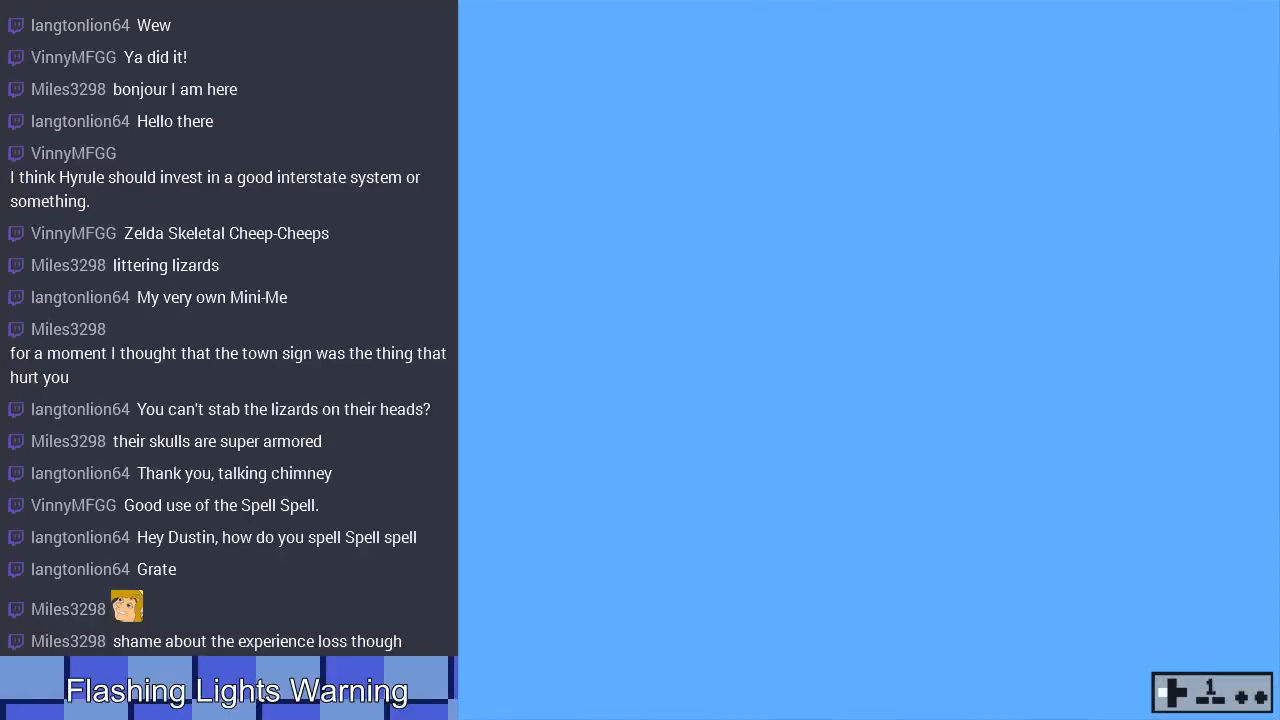 langtonlion64 Wew
VinnyMFGG Ya did it!
Miles3298 bonjour I am here
langtonlion64 Hello there
VinnyMFGG
I think Hyrule should invest in a good interstate system or
something.
VinnyMFGG Zelda Skeletal Cheep-Cheeps
Miles3298 littering lizards
langtonlion64 My very own Mini-Me
Miles3298
for a moment I thought that the town sign was the thing that
hurt you
langtonlion64 You can't stab the lizards on their heads?
Miles3298 their skulls are super armored
langtonlion64 Thank you, talking chimney
VinnyMFGG Good use of the Spell Spell.
langtonlion64 Hey Dustin, how do you spell Spell spell
langtonlion64 Grate
Miles3298
Miles3298 shame about the experience loss though
Flashing Lights Warning
1